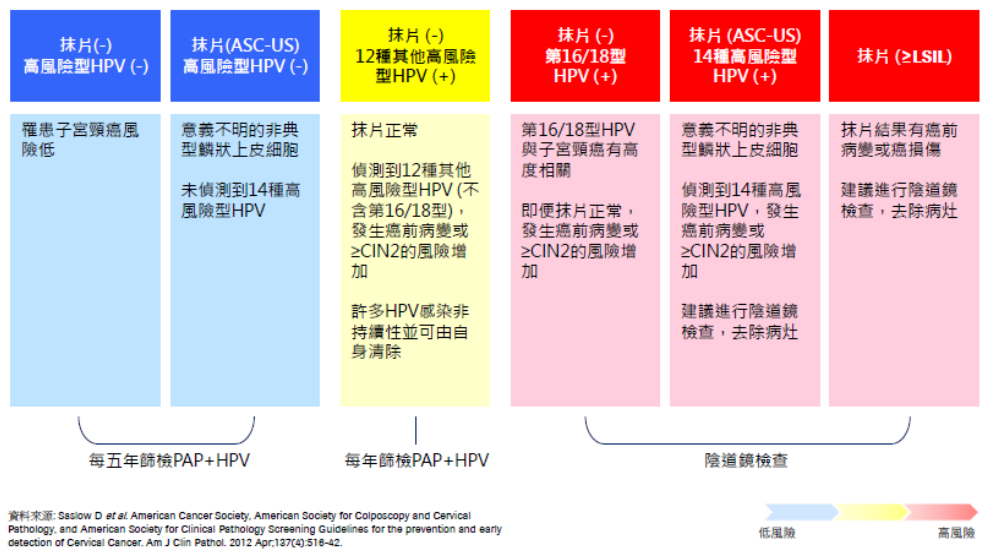 抹片(-)
高風險型HPV (-)
抹片(ASC-US)
高風險型HPV (-)
抹片 (-)
12種其他高風險
型HPV (+)
抹片 (-)
第16/18型
HPV (+)
抹片 (ASC-US)
14種高風險型
HPV (+)
抹片 (≥LSIL)
罹患子宮頸癌風
險低
意義不明的非典
型鱗狀上皮細胞
未偵測到14種高
風險型HPV
抹片正常
偵測到12種其他
高風險型HPV (不
含第16/18型)，
發生癌前病變或
≥CIN2的風險增
加
許多HPV感染非
持續性並可由自
身清除
第16/18型HPV
與子宮頸癌有高
度相關
即便抹片正常，
發生癌前病變或
≥CIN2的風險增
加
意義不明的非典
型鱗狀上皮細胞
偵測到14種高風
險型HPV，發生
癌前病變或
≥CIN2的風險增
加
建議進行陰道鏡
檢查，去除病灶
抹片結果有癌前
病變或癌損傷
建議進行陰道鏡
檢查，去除病灶
每五年篩檢PAP+HPV
每年篩檢PAP+HPV
陰道鏡檢查
資料來源: Saslow D et al. American Cancer Society, American Society for Colposcopy and Cervical
Pathology, and American Society for Clinical Pathology Screening Guidelines for the prevention and early
detection of Cervical Cancer. Am J Clin Pathol. 2012 Apr;137(4):516-42.
低風險
高風險